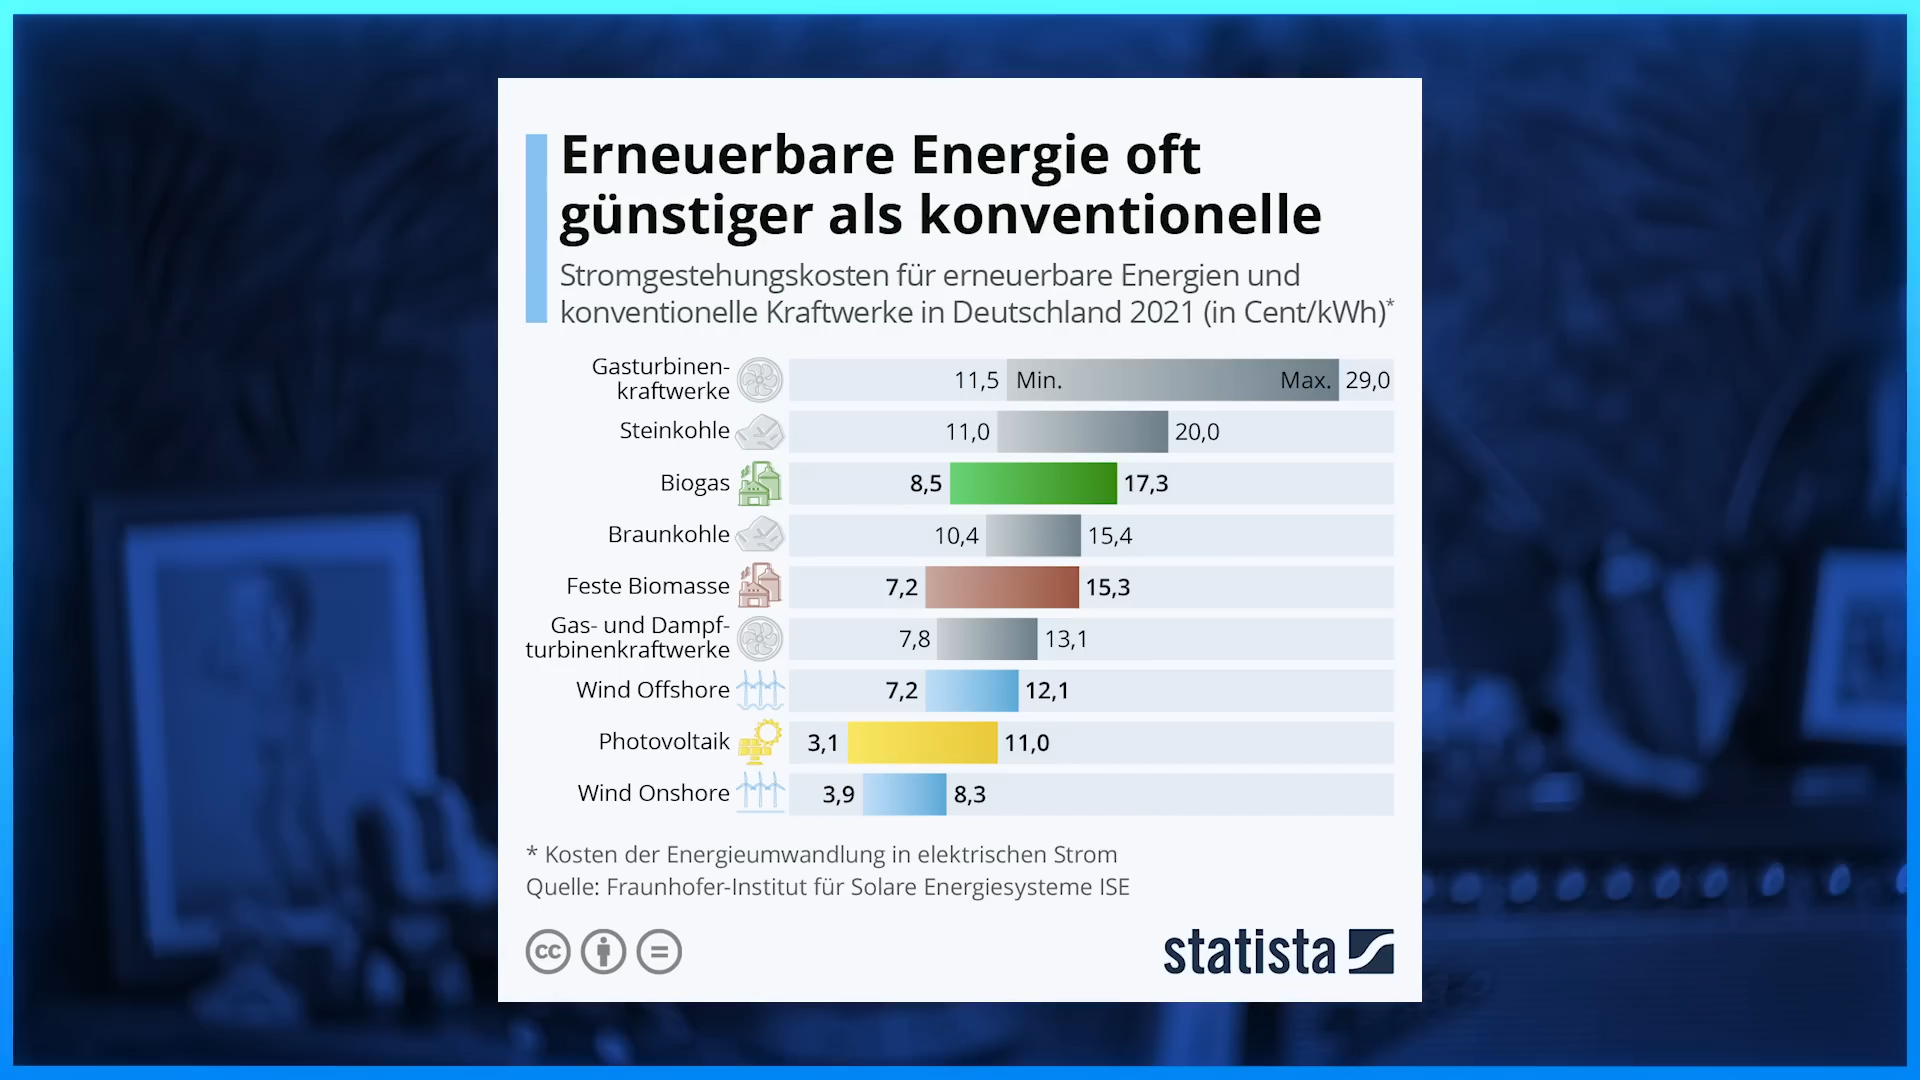 Erneuerbare Energie oft
günstiger als konventionelle
Stromgestehungskosten für erneuerbare Energien und
konventionelle Kraftwerke in Deutschland 2021 (in Cent/kWh)*
Gasturbinen-
kraftwerke
11,5 Min. Max. 29,0
Steinkohle 11,0 20,0
Biogas 8,5 17,3
Braunkohle 10,4 15,4
Feste Biomasse 7,2 15,3
Gas- und Dampf-
turbinenkraftwerke
7,8 13,1
Wind Offshore 7,2 12,1
Photovoltaik 3,1 11,0
Wind Onshore 3,9 8,3
* Kosten der Energieumwandlung in elektrischen Strom
Quelle: Fraunhofer-Institut für Solare Energiesysteme ISE
cc =
statista